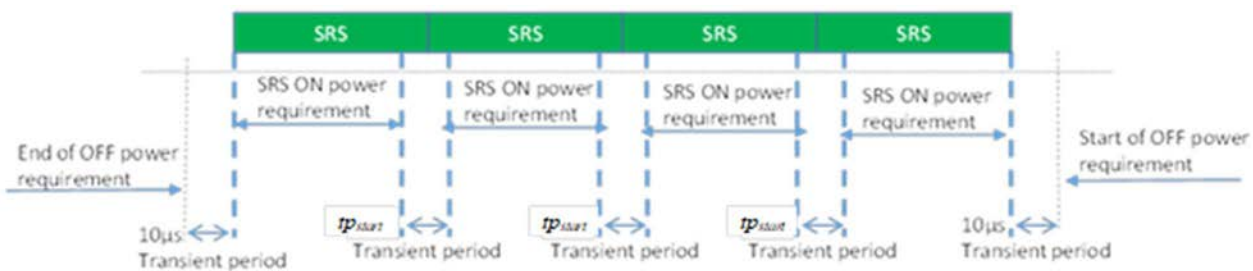 SRS SRS SRS SRS
SRS ON power
requirement
SRS ON power
requirement
SRS ON power
requirement
SRS ON power
requirement
End of OFF power
requirement
Start of OFF power
requirement
10µs
Transient period
tpstart
Transient period
tpstart
Transient period
tpstart
Transient period
10µs
Transient period